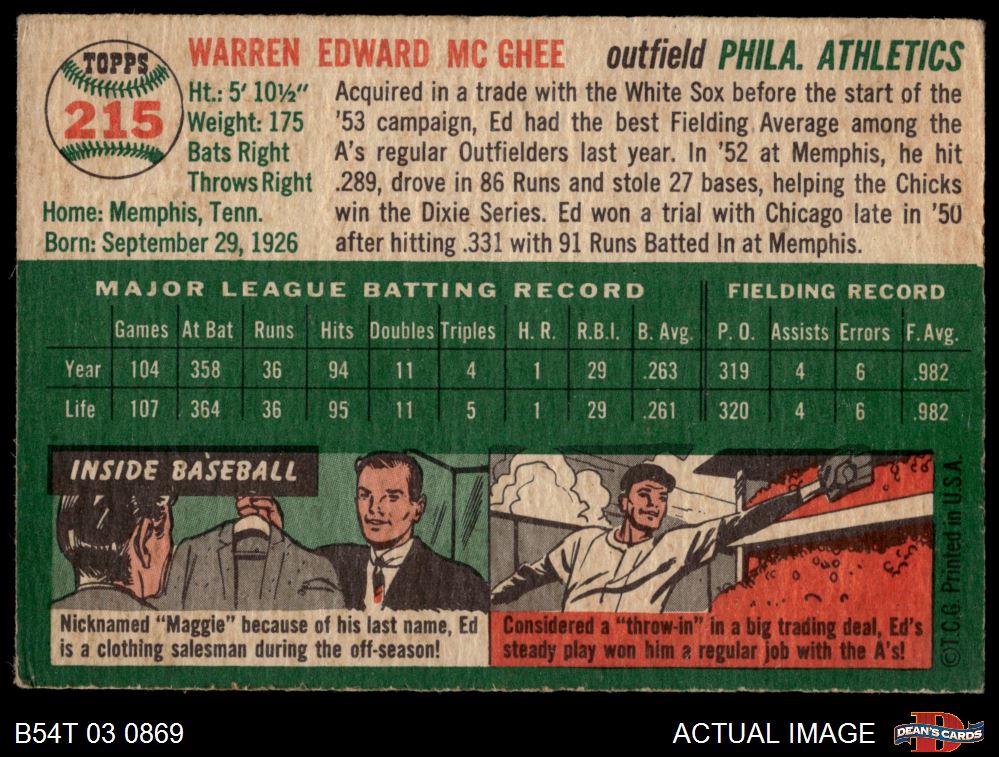 TOPPS
215
WARREN EDWARD MC GHEE outfield PHILA. ATHLETICS
Ht.: 5' 10½"
Weight: 175
Bats Right
Throws Right
Home: Memphis, Tenn.
Born: September 29, 1926
Acquired in a trade with the White Sox before the start of the
'53 campaign, Ed had the best Fielding Average among the
A's regular Outfielders last year. In '52 at Memphis, he hit
.289, drove in 86 Runs and stole 27 bases, helping the Chicks
win the Dixie Series. Ed won a trial with Chicago late in '50
after hitting .331 with 91 Runs Batted In at Memphis.
MAJOR LEAGUE BATTING RECORD FIELDING RECORD
Games At Bat Runs Hits Doubles Triples H. R. R.B.I. B. Avg. P. O. Assists Errors F. Avg.
Year 104 358 36 94 11 4 1 29 .263 319 4 6 .982
Life 107 364 36 95 11 5 1 29 .261 320 4 6 .982
INSIDE BASEBALL
Nicknamed "Maggie" because of his last name, Ed
is a clothing salesman during the off-season!
Considered a "throw-in" in a big trading deal, Ed's
steady play won him a regular job with the A's!
©T.C.G. Printed in U.S.A.
B54T 03 0869
ACTUAL IMAGE
DEAN'S CARDS